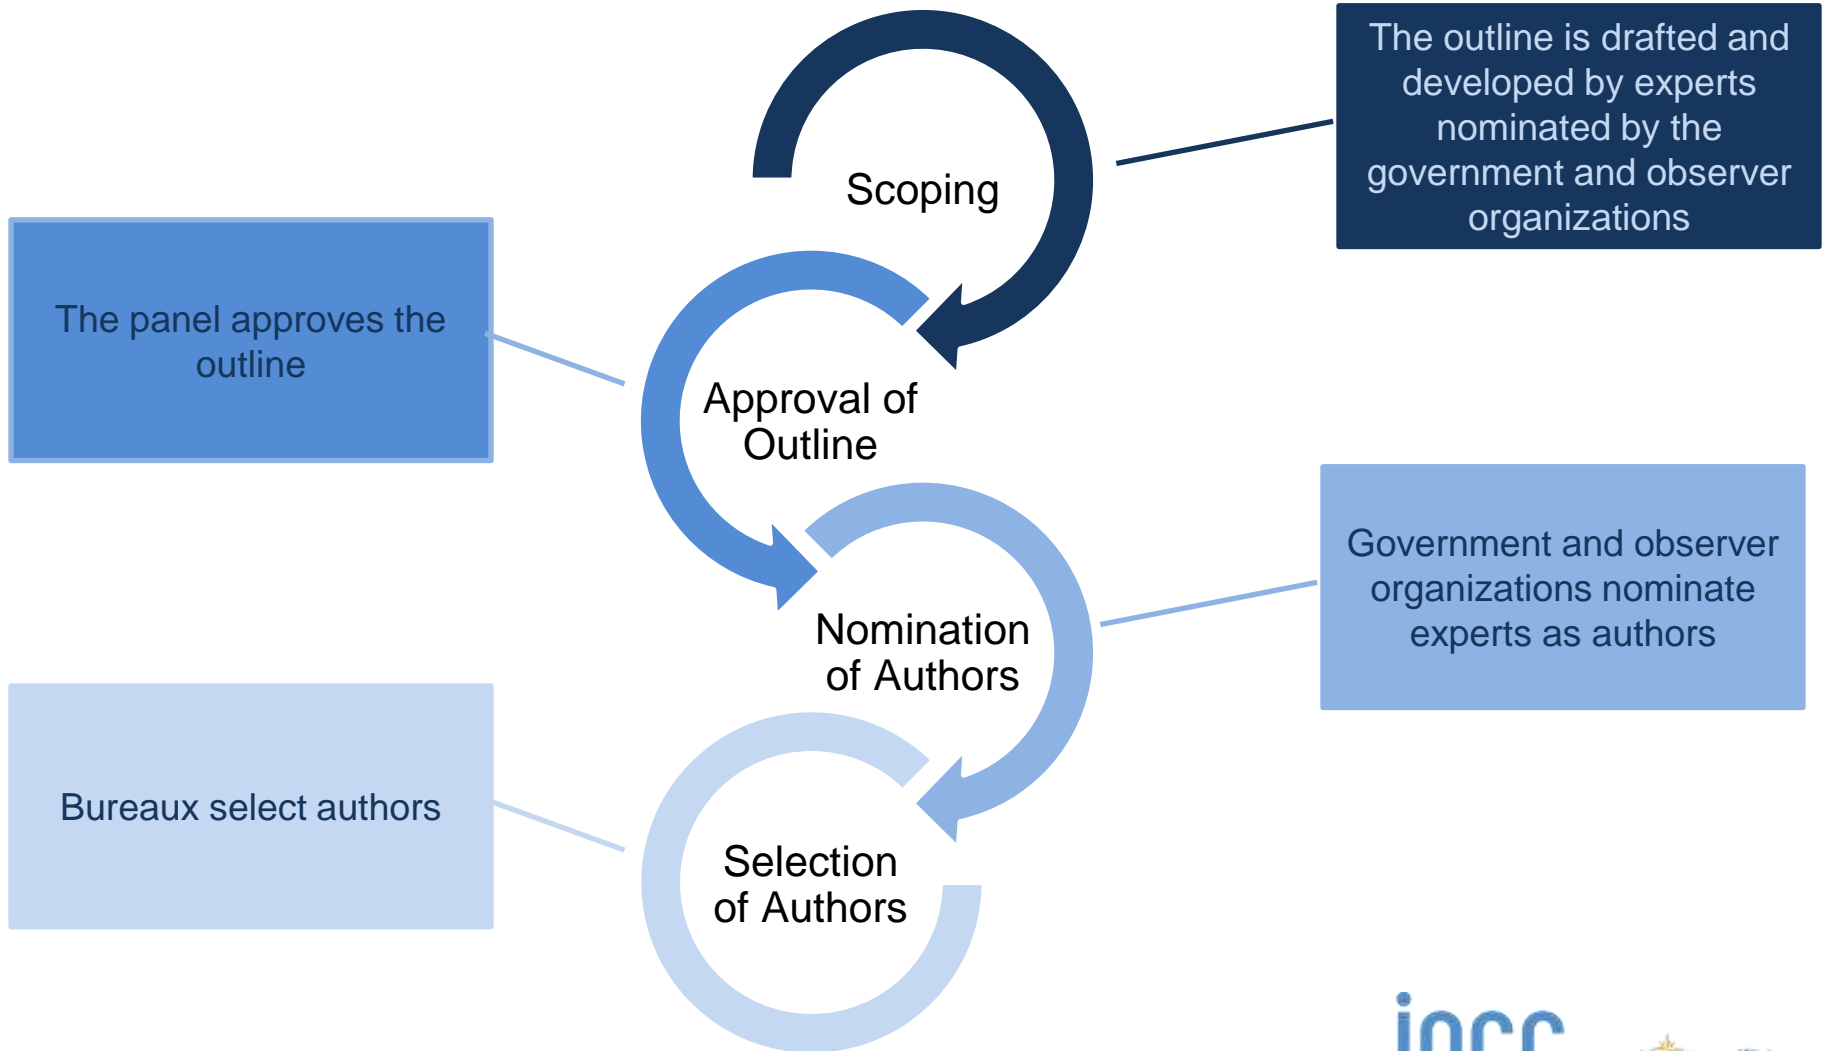 The outline is drafted and
developed by experts
nominated by the
government and observer
organizations
Scoping
The panel approves the
outline
Approval of
Outline
Government and observer
organizations nominate
experts as authors
Nomination
of Authors
Bureaux select authors
Selection
of Authors